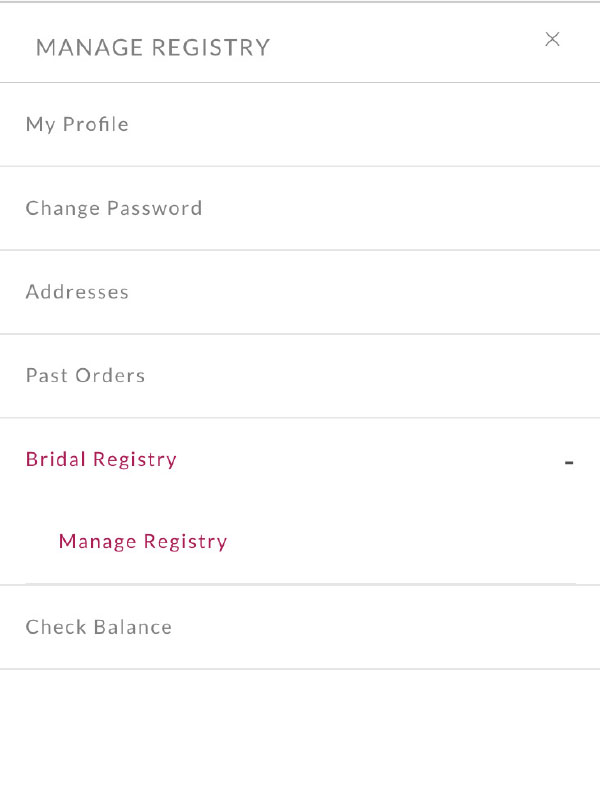 MANAGE REGISTRY
My Profile
Change Password
Addresses
Past Orders
Bridal Registry
Manage Registry
Check Balance